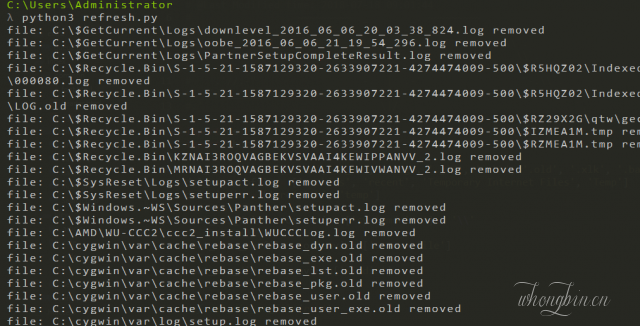 C:\Users\Administrator
λ python3 refresh.py
file: C:\$GetCurrent\Logs\downlevel_2016_06_06_20_03_38_824.log removed
file: C:\$GetCurrent\Logs\oobe_2016_06_06_21_19_54_296.log removed
file: C:\$GetCurrent\Logs\PartnerSetupCompleteResult.log removed
file: C:\$Recycle.Bin\S-1-5-21-1587129320-2633907221-4274474009-500\$R5HQZ02\Indexed
\000080.log removed
file: C:\$Recycle.Bin\S-1-5-21-1587129320-2633907221-4274474009-500\$R5HQZ02\Indexed
\LOG.old removed
file: C:\$Recycle.Bin\S-1-5-21-1587129320-2633907221-4274474009-500\$RZ29X2G\qtw\geo
file: C:\$Recycle.Bin\S-1-5-21-1587129320-2633907221-4274474009-500\$IZMEA1M.tmp rem
file: C:\$Recycle.Bin\S-1-5-21-1587129320-2633907221-4274474009-500\$RZMEA1M.tmp rem
file: C:\$Recycle.Bin\KZNAI3ROQVAGBEKVSVAAI4KEWIPPANVV_2.log removed
file: C:\$Recycle.Bin\MRNAI3ROQVAGBEKVSVAAI4KEWIVWANVV_2.log removed
file: C:\$SysReset\Logs\setupact.log removed
file: C:\$SysReset\Logs\setuperr.log removed
file: C:\$Windows.~WS\Sources\Panther\setupact.log removed
file: C:\$Windows.~WS\Sources\Panther\setuperr.log removed
file: C:\AMD\WU-CCC2\ccc2_install\WUCCCLog.log removed
file: C:\cygwin\var\cache\rebase\rebase_dyn.old removed
file: C:\cygwin\var\cache\rebase\rebase_exe.old removed
file: C:\cygwin\var\cache\rebase\rebase_lst.old removed
file: C:\cygwin\var\cache\rebase\rebase_pkg.old removed
file: C:\cygwin\var\cache\rebase\rebase_user.old removed
file: C:\cygwin\var\cache\rebase\rebase_user_exe.old removed
file: C:\cygwin\var\log\setup.log removed
whongbin.cn